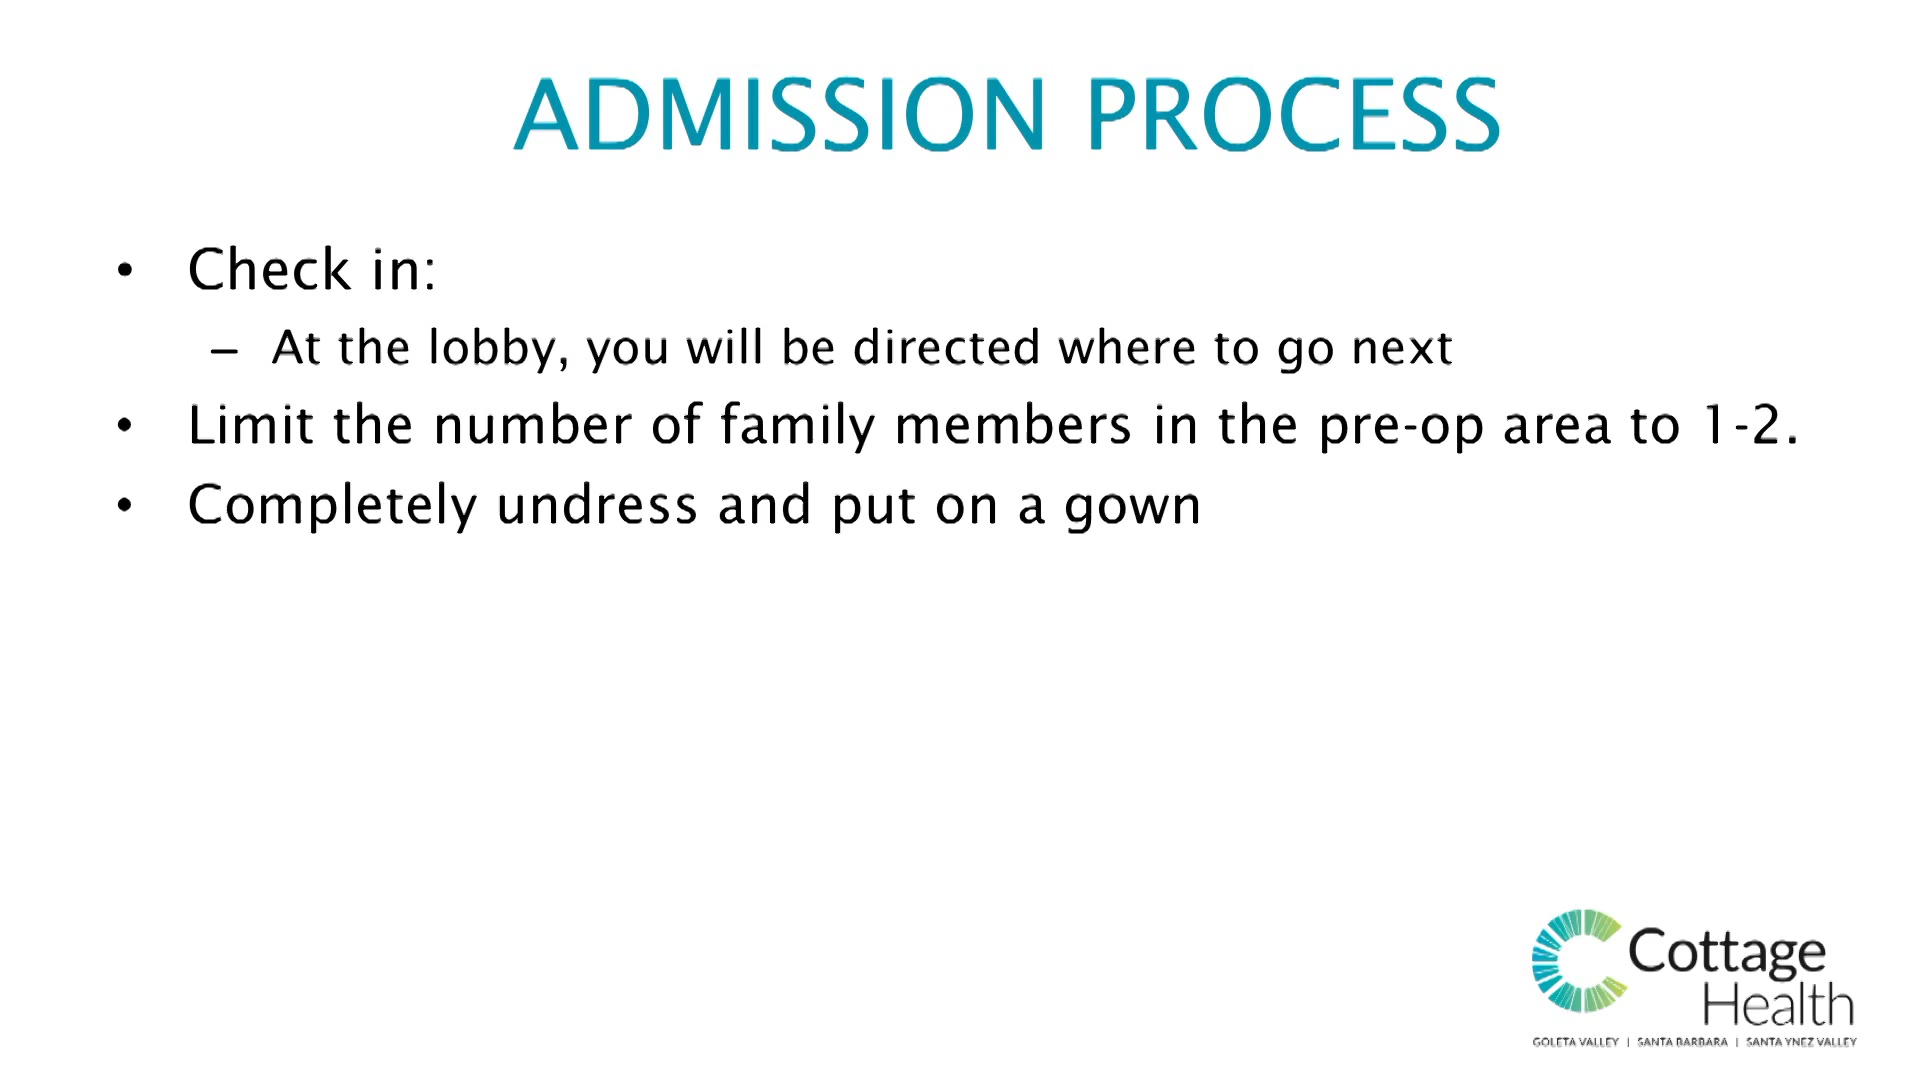 ADMISSION PROCESS
• Check in:
– At the lobby, you will be directed where to go next
• Limit the number of family members in the pre-op area to 1-2.
• Completely undress and put on a gown
Cottage
Health
GOLETA VALLEY | SANTA BARBARA | SANTA YNEZ VALLEY